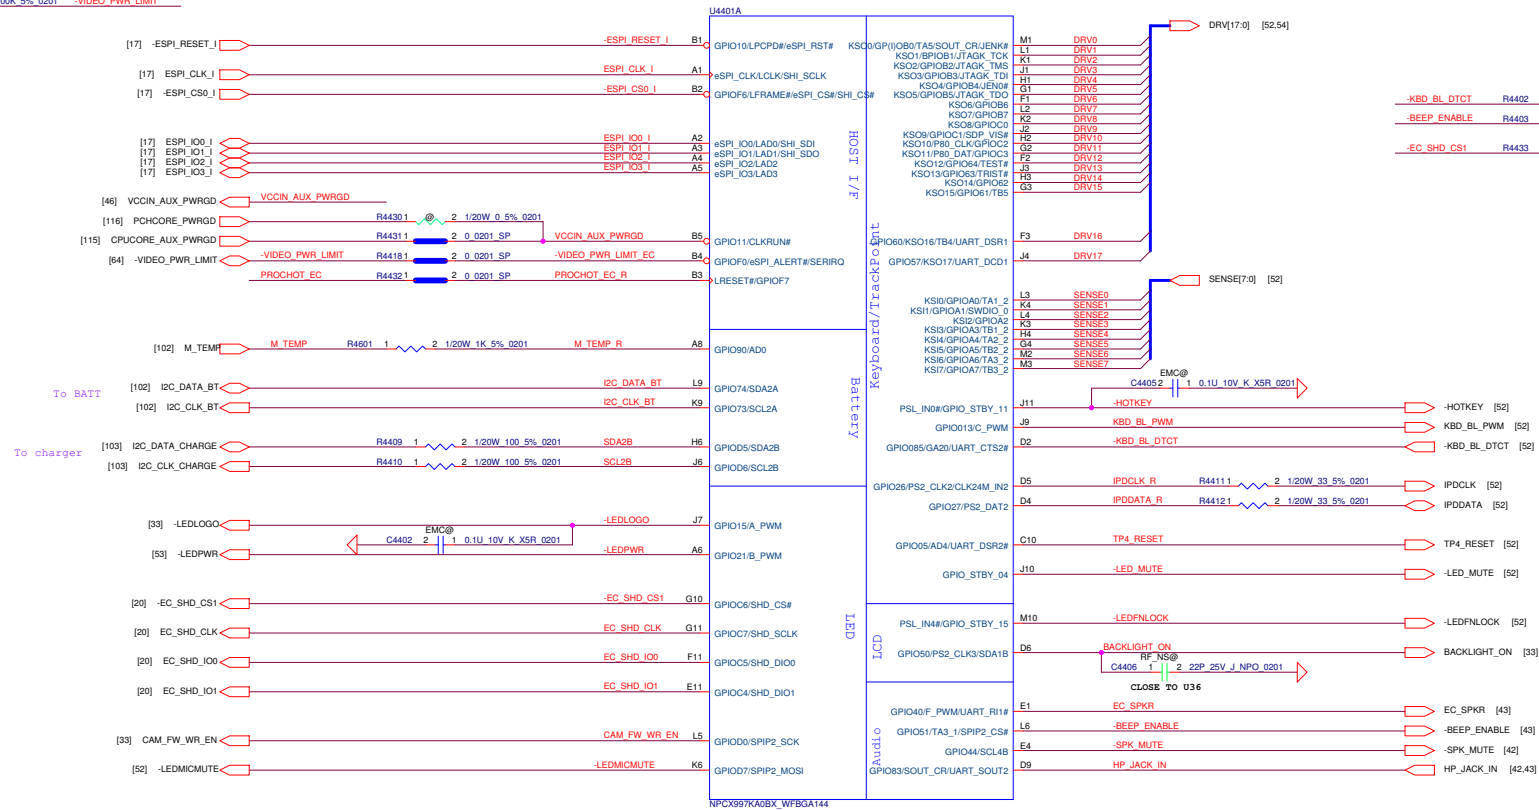 00K_5%_0201 -VIDEO_PWR_LIMIT
U4401A
[17] -ESPI_RESET_I -ESPI_RESET_I B1 GPIO10/LPCPD#/eSPI_RST#
[17] ESPI_CLK_I ESPI_CLK_I A1 eSPI_CLK/LCLK/SHI_SCLK
[17] -ESPI_CS0_I -ESPI_CS0_I B2 GPIOF6/LFRAME#/eSPI_CS#/SHI_CS#
[17] ESPI_IO0_I ESPI_IO0_I A2 eSPI_IO0/LAD0/SHI_SDI
[17] ESPI_IO1_I ESPI_IO1_I A3 eSPI_IO1/LAD1/SHI_SDO
[17] ESPI_IO2_I ESPI_IO2_I A4 eSPI_IO2/LAD2
[17] ESPI_IO3_I ESPI_IO3_I A5 eSPI_IO3/LAD3
HOST I/F
[46] VCCIN_AUX_PWRGD VCCIN_AUX_PWRGD
[116] PCHCORE_PWRGD R4430 1 @ 2 1/20W_0_5%_0201
[115] CPUCORE_AUX_PWRGD R4431 1 2 0_0201_SP VCCIN_AUX_PWRGD B5 GPIO11/CLKRUN#
[64] -VIDEO_PWR_LIMIT -VIDEO_PWR_LIMIT R4418 1 2 0_0201_SP -VIDEO_PWR_LIMIT_EC B4 GPIOF0/eSPI_ALERT#/SERIRQ
PROCHOT_EC R4432 1 2 0_0201_SP PROCHOT_EC_R B3 LRESET#/GPIOF7
[102] M_TEMP M_TEMP R4601 1 2 1/20W_1K_5%_0201 M_TEMP_R A8 GPIO90/AD0
To BATT
[102] I2C_DATA_BT I2C_DATA_BT L9 GPIO74/SDA2A
[102] I2C_CLK_BT I2C_CLK_BT K9 GPIO73/SCL2A
Battery
To charger
[103] I2C_DATA_CHARGE R4409 1 2 1/20W_100_5%_0201 SDA2B H6 GPIOD5/SDA2B
[103] I2C_CLK_CHARGE R4410 1 2 1/20W_100_5%_0201 SCL2B J6 GPIOD6/SCL2B
[33] -LEDLOGO -LEDLOGO J7 GPIO15/A_PWM
EMC@
C4402 2 1 0.1U_10V_K_X5R_0201
[53] -LEDPWR -LEDPWR A6 GPIO21/B_PWM
[20] -EC_SHD_CS1 -EC_SHD_CS1 G10 GPIOC6/SHD_CS#
[20] EC_SHD_CLK EC_SHD_CLK G11 GPIOC7/SHD_SCLK
[20] EC_SHD_IO0 EC_SHD_IO0 F11 GPIOC5/SHD_DIO0
[20] EC_SHD_IO1 EC_SHD_IO1 E11 GPIOC4/SHD_DIO1
LED
[33] CAM_FW_WR_EN CAM_FW_WR_EN L5 GPIOD0/SPIP2_SCK
[52] -LEDMICMUTE -LEDMICMUTE K6 GPIOD7/SPIP2_MOSI
NPCX997KA0BX_WFBGA144
DRV[17:0] [52,54]
KSO0/GP(I)OB0/TA5/SOUT_CR/JENK# M1 DRV0
KSO1/BPIOB1/JTAGK_TCK L1 DRV1
KSO2/GPIOB2/JTAGK_TMS K1 DRV2
KSO3/GPIOB3/JTAGK_TDI J1 DRV3
KSO4/GPIOB4/JEN0# H1 DRV4
KSO5/GPIOB5/JTAGK_TDO G1 DRV5
KSO6/GPIOB6 F1 DRV6
KSO7/GPIOB7 L2 DRV7
KSO8/GPIOC0 K2 DRV8
KSO9/GPIOC1/SDP_VIS# J2 DRV9
KSO10/P80_CLK/GPIOC2 H2 DRV10
KSO11/P80_DAT/GPIOC3 G2 DRV11
KSO12/GPIO64/TEST# F2 DRV12
KSO13/GPIO63/TRIST# J3 DRV13
KSO14/GPIO62 H3 DRV14
KSO15/GPIO61/TB5 G3 DRV15
GPIO60/KSO16/TB4/UART_DSR1 F3 DRV16
GPIO57/KSO17/UART_DCD1 J4 DRV17
Keyboard/TrackPoint
SENSE[7:0] [52]
KSI0/GPIOA0/TA1_2 L3 SENSE0
KSI1/GPIOA1/SWDIO_0 K4 SENSE1
KSI2/GPIOA2 L4 SENSE2
KSI3/GPIOA3/TB1_2 K3 SENSE3
KSI4/GPIOA4/TA2_2 H4 SENSE4
KSI5/GPIOA5/TB2_2 G4 SENSE5
KSI6/GPIOA6/TA3_2 M2 SENSE6
KSI7/GPIOA7/TB3_2 M3 SENSE7
EMC@
C4405 2 1 0.1U_10V_K_X5R_0201
PSL_IN0#/GPIO_STBY_11 J11 -HOTKEY -HOTKEY [52]
GPIO013/C_PWM J9 KBD_BL_PWM KBD_BL_PWM [52]
GPIO085/GA20/UART_CTS2# D2 -KBD_BL_DTCT -KBD_BL_DTCT [52]
GPIO26/PS2_CLK2/CLK24M_IN2 D5 IPDCLK_R R4411 1 2 1/20W_33_5%_0201 IPDCLK [52]
GPIO27/PS2_DAT2 D4 IPDDATA_R R4412 1 2 1/20W_33_5%_0201 IPDDATA [52]
GPIO05/AD4/UART_DSR2# C10 TP4_RESET TP4_RESET [52]
GPIO_STBY_04 J10 -LED_MUTE -LED_MUTE [52]
PSL_IN4#/GPIO_STBY_15 M10 -LEDFNLOCK -LEDFNLOCK [52]
LCD
GPIO50/PS2_CLK3/SDA1B D6 BACKLIGHT_ON BACKLIGHT_ON [33]
RF_NS@
C4406 1 2 22P_25V_J_NPO_0201
CLOSE TO U36
GPIO40/F_PWM/UART_RI1# E1 EC_SPKR EC_SPKR [43]
GPIO51/TA3_1/SPIP2_CS# L6 -BEEP_ENABLE -BEEP_ENABLE [43]
GPIO44/SCL4B E4 -SPK_MUTE -SPK_MUTE [42]
Audio
GPIO83/SOUT_CR/UART_SOUT2 D9 HP_JACK_IN HP_JACK_IN [42,43]
-KBD_BL_DTCT R4402
-BEEP_ENABLE R4403
-EC_SHD_CS1 R4433